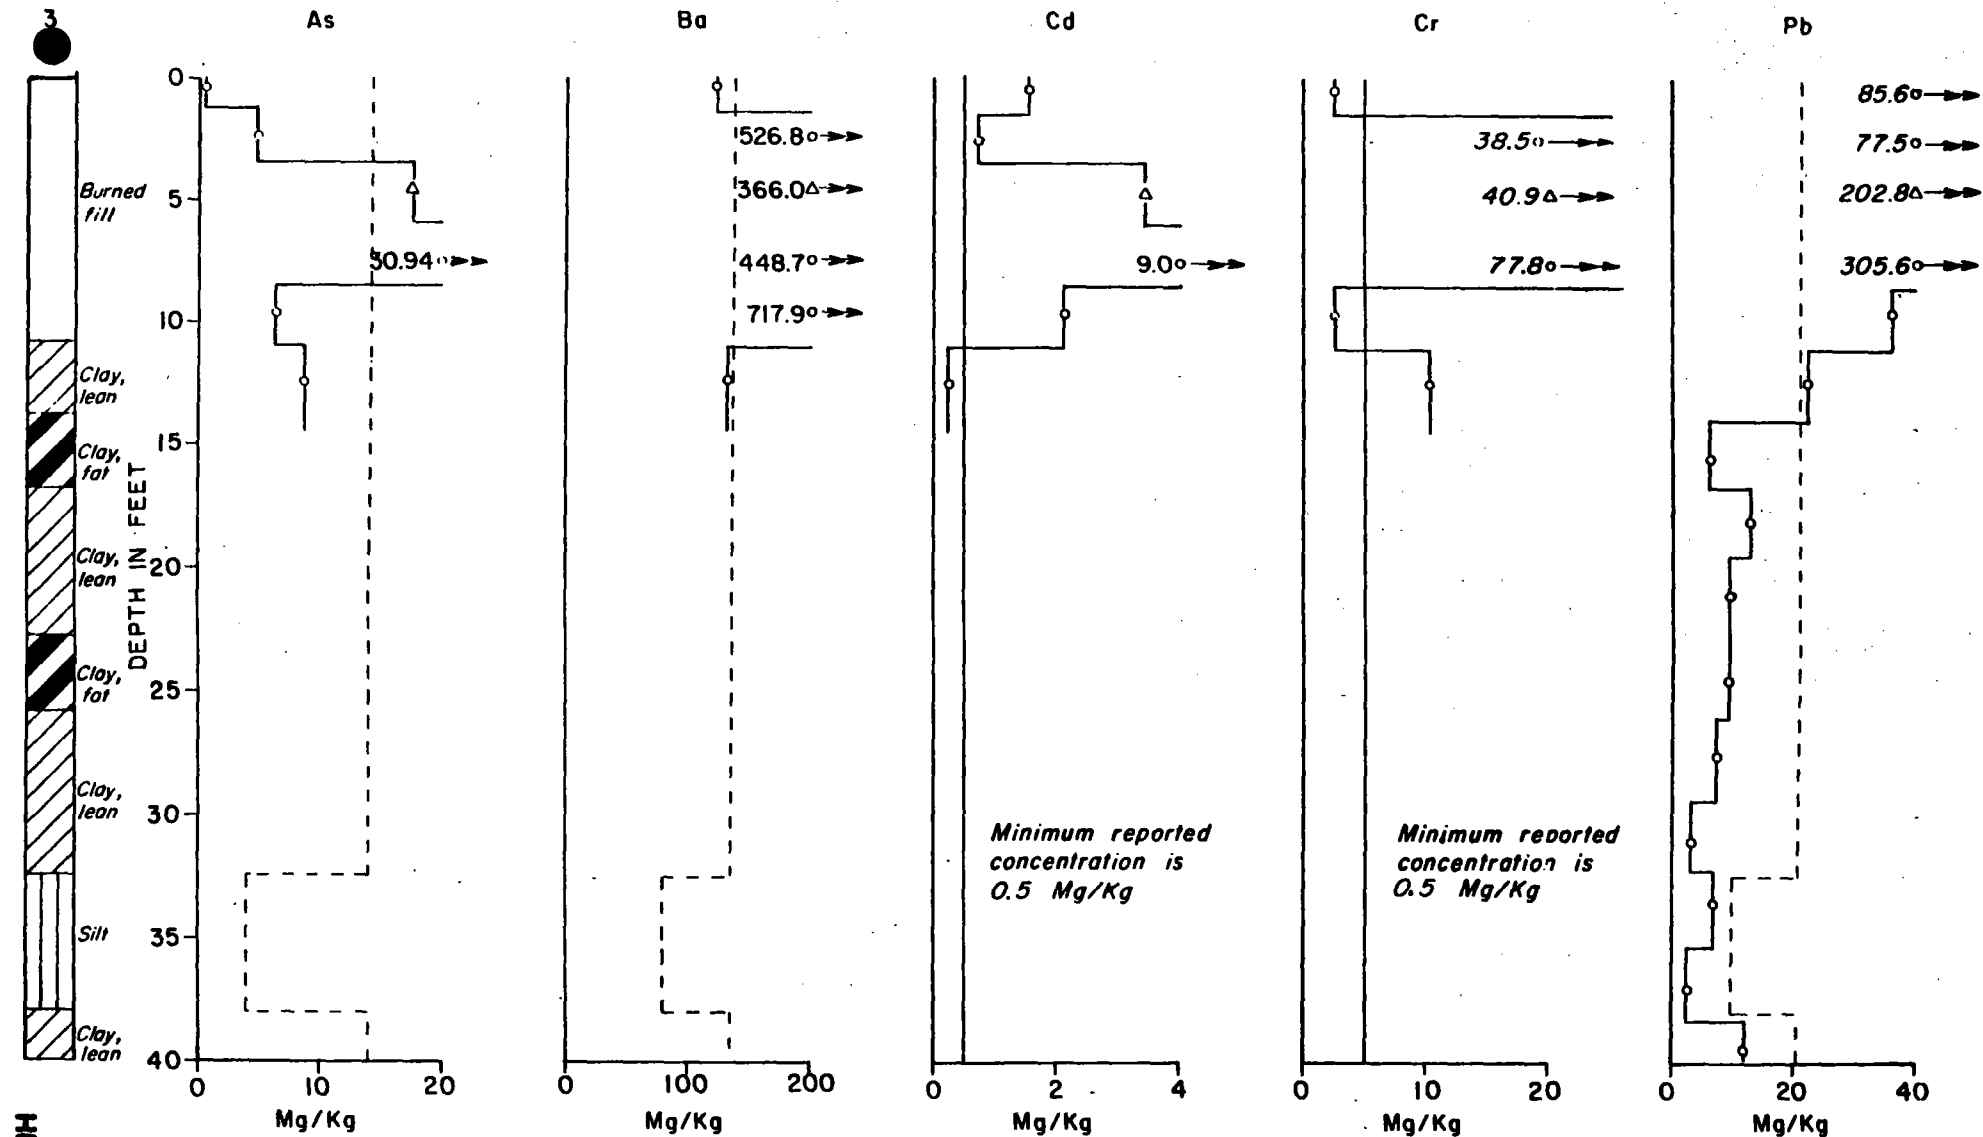 3
As
Ba
Cd
Cr
Pb
0
5
10
15
20
25
30
35
40
DEPTH IN FEET
Burned
fill
Clay,
lean
Clay,
fat
Clay,
lean
Clay,
fat
Clay,
lean
Silt
Clay,
lean
30.94
526.8
366.0
448.7
717.9
9.0
38.5
40.9
77.8
85.6
77.5
202.8
305.6
Minimum reported
concentration is
0.5 Mg/Kg
Minimum reported
concentration is
0.5 Mg/Kg
0 10 20
Mg/Kg
0 100 200
Mg/Kg
0 2 4
Mg/Kg
0 10 20
Mg/Kg
0 20 40
Mg/Kg